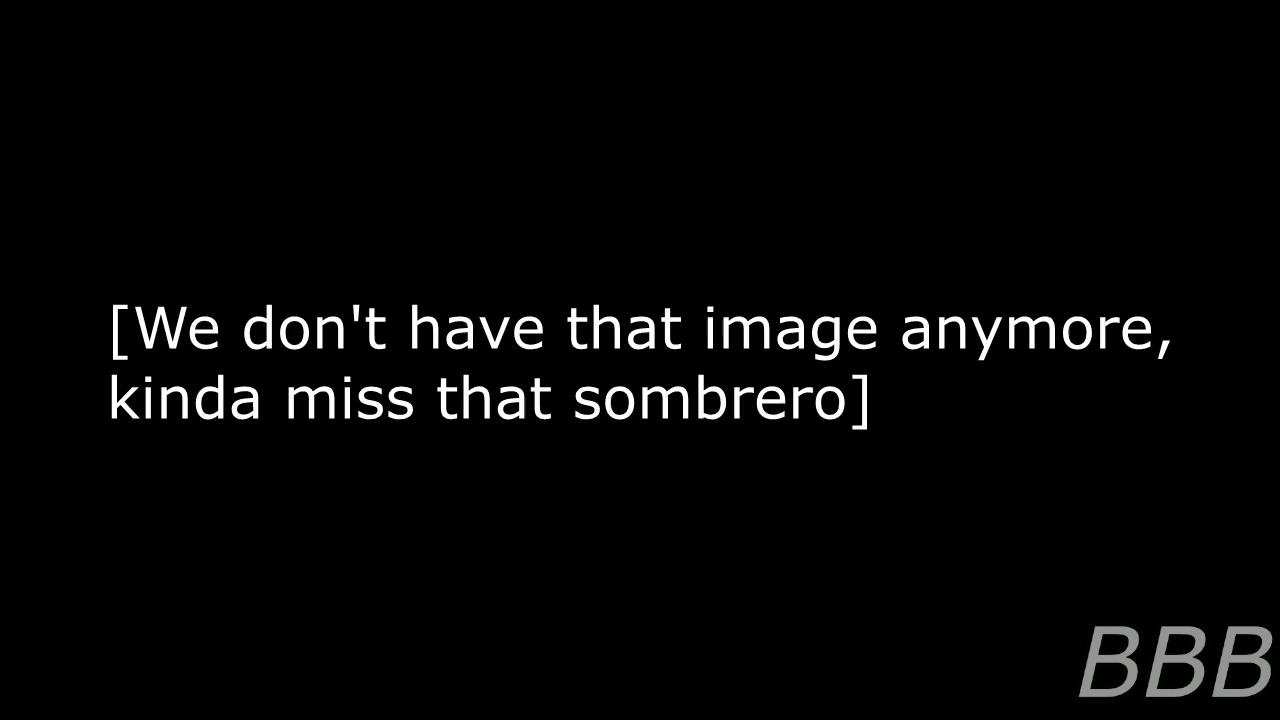 [We don't have that image anymore,
kinda miss that sombrero]
BBB